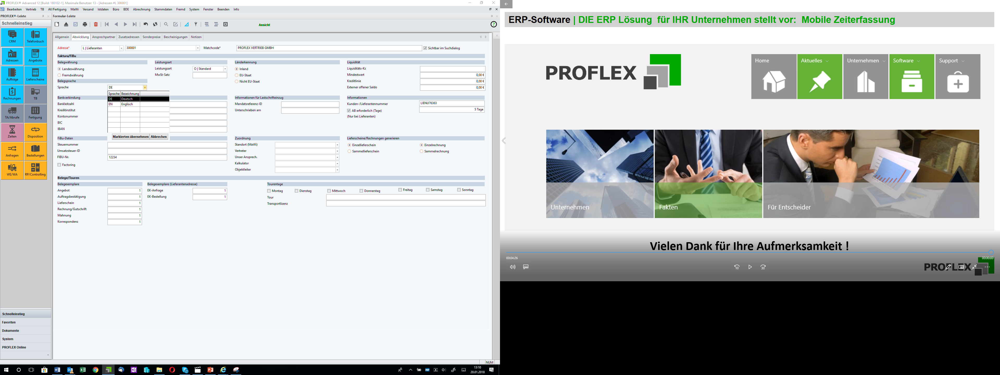 PROFLEX® Advanced 12 [Build: 180102-1]. Maximale Benutzer: 13 - [Adressen #L 300001]
Bearbeiten Vertrieb TB AV/Fertigung MaWi Versand Istdaten Büro BDE Abrechnung Stammdaten Fremd System Fenster Beenden Info
PROFLEX®-Leiste
Formular-Leiste
Schnelleinstieg
Ansicht
CRM Telefonbuch
Adressen Angebote
Aufträge Lieferscheine
Rechnungen TB
TA/Abrufe Fertigung
Zeiten Disposition
Anfragen Bestellungen
WE/WA RP/Controlling
Schnelleinstieg
Favoriten
Dokumente
System
PROFLEX Online
Allgemein Abwicklung Ansprechpartner Zusatzadressen Sonderpreise Bescheinigungen Notizen
Adresse* L | Lieferanten 300001 Matchcode* PROFLEX VERTRIEB GMBH Sichtbar im Suchdialog
Faktura/FiBu
Belegwährung Leistungsart Länderkennung Liquidität
Landeswährung Leistungsart O | Standard Inland Liquiditäts-Kz
Fremdwährung MwSt-Satz EU-Staat Mindestwert 0,00 €
Belegsprache Nicht EU-Staat Kreditlinie 0,00 €
Sprache DE Externer offener Saldo 0,00 €
Sprache Bezeichnung
DE Deutsch
EN Englisch
Markierten übernehmen Abbrechen
Bankverbindung Informationen für Lastschrifteinzug Informationen
Bankleitzahl Mandatsreferenz-ID Kunden-/Lieferantennummer LIENU76363
Kreditinstitut Unterschrieben am AB erforderlich (Tage) 5 Tage
Kontonummer (Nur bei Lieferanten)
BIC
IBAN
FiBu-Daten Zuordnung Lieferscheine/Rechnungen generieren
Steuernummer Standort (MaWi) Einzellieferschein Einzelrechnung
Umsatzsteuer-ID Vertreter Sammellieferschein Sammelrechnung
FIBU-Nr. 12234 Unser Ansprech.
Factoring Kalkulator
Objektleiter
Belege/Touren
Belegexemplare Belegexemplare (Lieferantenadresse) Tourentage
Angebot 1 EK-Anfrage 1 Montag Dienstag Mittwoch Donnerstag Freitag Samstag Sonntag
Auftragsbestätigung 1 EK-Bestellung 1 Tour
Lieferschein 1 Transportlizenz
Rechnung/Gutschrift 1
Mahnung 1
Korrespondenz 1
NUM
13:10
20.01.2018
ERP-Software | DIE ERP Lösung für IHR Unternehmen stellt vor: Mobile Zeiterfassung
PROFLEX
Home Aktuelles Unternehmen Software Support
Unternehmen Fakten Für Entscheider
Vielen Dank für Ihre Aufmerksamkeit !
00:04:26 00:00:00
10 30
PROFLEX